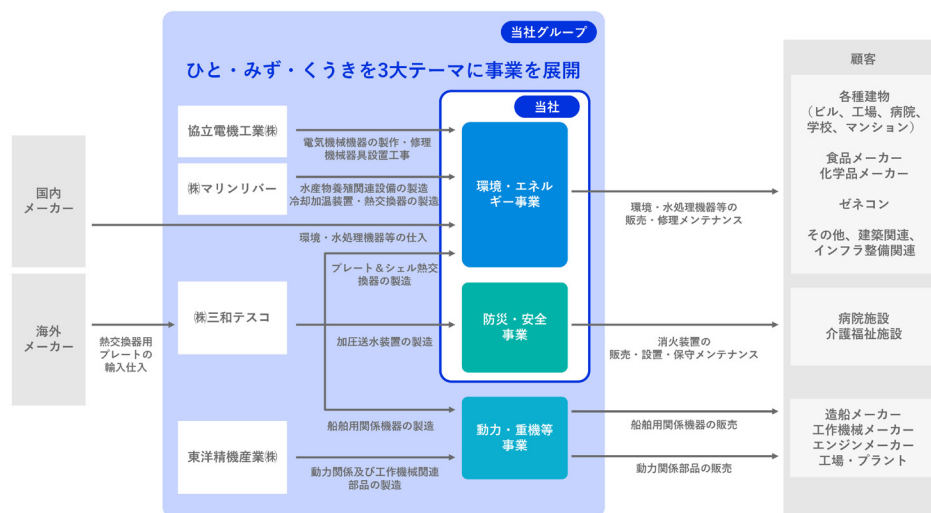 当社グループ
ひと・みず・くうきを3大テーマに事業を展開
当社
国内
メーカー
海外
メーカー
熱交換器用
プレートの
輸入仕入
協立電機工業㈱
電気機械機器の製作・修理
機械器具設置工事
㈱マリンリバー
水産物養殖関連設備の製造
冷却加温装置・熱交換器の製造
環境・水処理機器等の仕入
プレート＆シェル熱交
換器の製造
㈱三和テスコ
加圧送水装置の製造
船舶用関係機器の製造
東洋精機産業㈱
動力関係及び工作機械関連
部品の製造
環境・エネル
ギー事業
防災・安全
事業
動力・重機等
事業
環境・水処理機器等の
販売・修理メンテナンス
消火装置の
販売・設置・保守メンテナンス
船舶用関係機器の販売
動力関係部品の販売
顧客
各種建物
（ビル、工場、病院、
学校、マンション）
食品メーカー
化学品メーカー
ゼネコン
その他、建築関連、
インフラ整備関連
病院施設
介護福祉施設
造船メーカー
工作機械メーカー
エンジンメーカー
工場・プラント